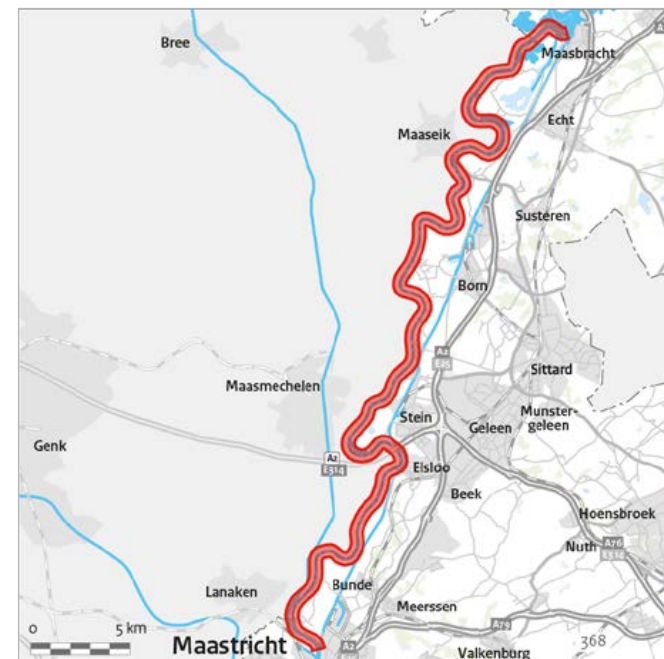 Bree
Maasbracht
A
Echt
Maaseik
Susteren
Born
A2
E25
Sittard
Maasmechelen
Stein
Geleen
Munster-
geleen
Genk
A2
E314
Elsloo
Beek
Hoensbroek
A76
E314
Nuth
Lanaken
Bunde
Meerssen
A79
0
5 km
Maastricht
A2
368
Valkenburg